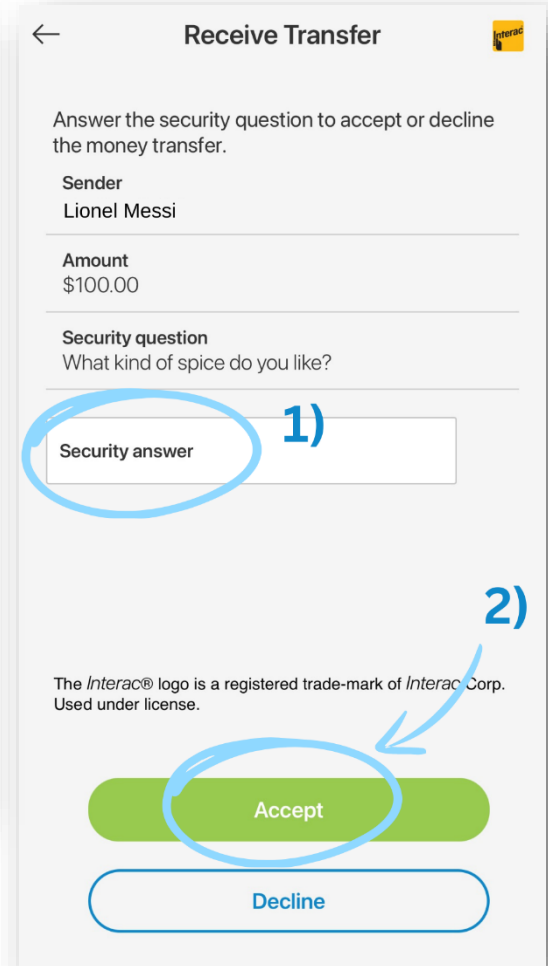 Receive Transfer
Interac
Answer the security question to accept or decline
the money transfer.
Sender
Lionel Messi
Amount
$100.00
Security question
What kind of spice do you like?
1)
Security answer
2)
The Interac® logo is a registered trade-mark of Interac Corp.
Used under license.
Accept
Decline